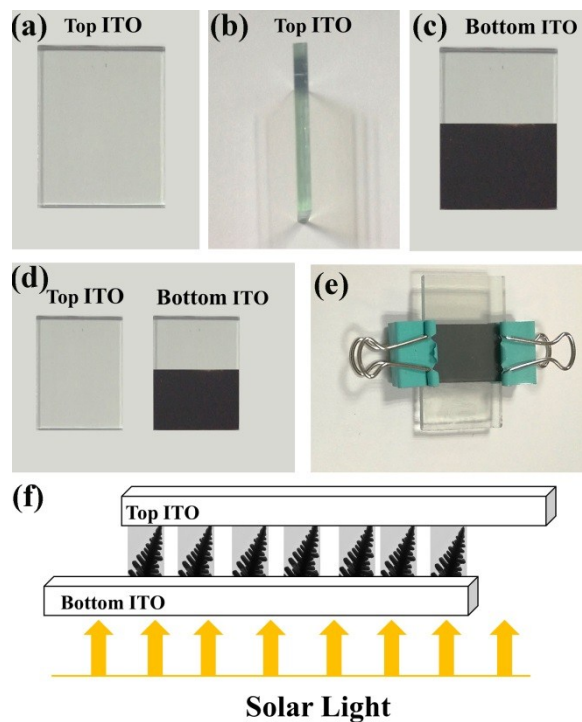 (a) Top ITO
(b) Top ITO
(c) Bottom ITO
(d) Top ITO Bottom ITO
(e)
(f)
Top ITO
Bottom ITO
Solar Light